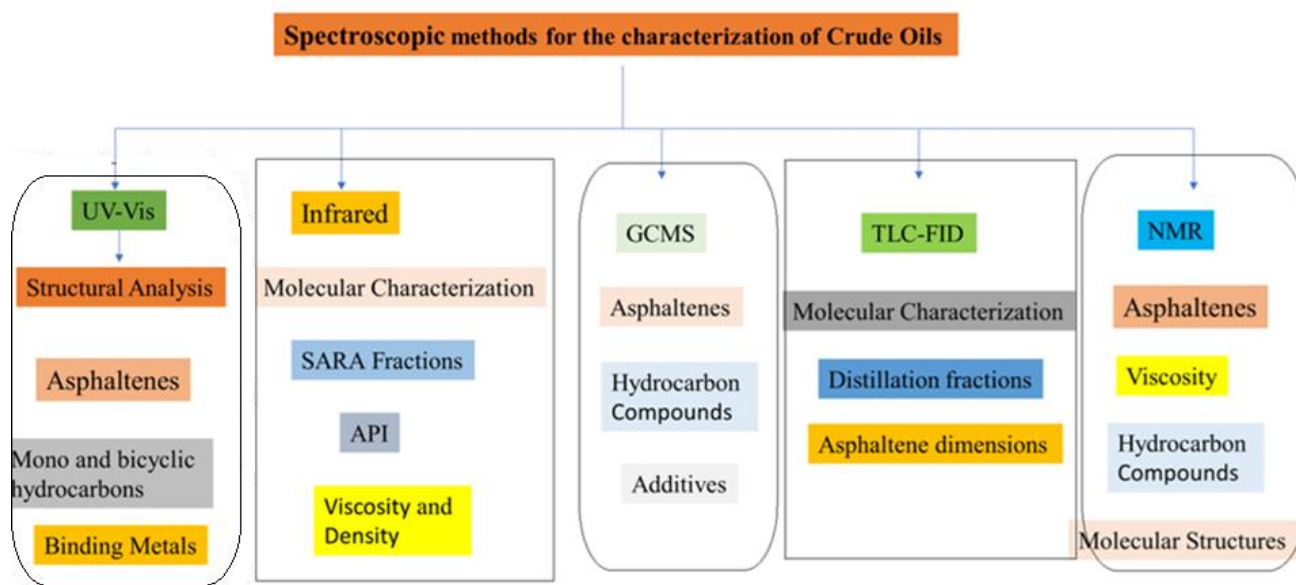 Spectroscopic methods for the characterization of Crude Oils
UV-Vis
Structural Analysis
Asphaltenes
Mono and bicyclic
hydrocarbons
Binding Metals
Infrared
Molecular Characterization
SARA Fractions
API
Viscosity and
Density
GCMS
Asphaltenes
Hydrocarbon
Compounds
Additives
TLC-FID
Molecular Characterization
Distillation fractions
Asphaltene dimensions
NMR
Asphaltenes
Viscosity
Hydrocarbon
Compounds
Molecular Structures